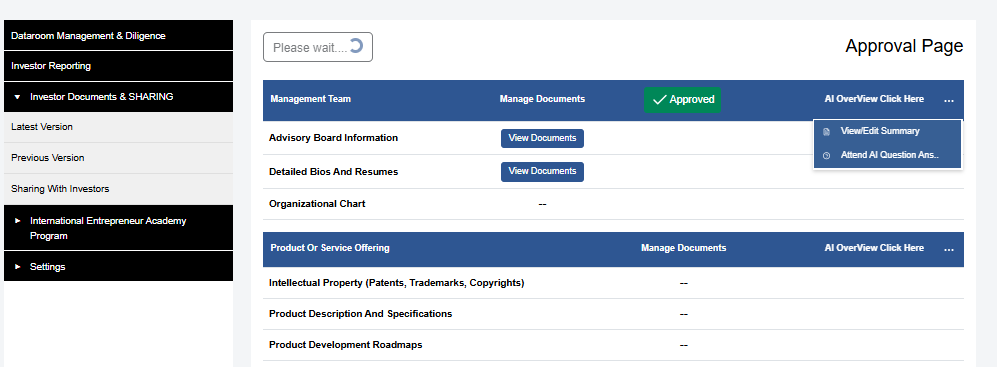 Dataroom Management & Diligence
Investor Reporting
Investor Documents & SHARING
Latest Version
Previous Version
Sharing With Investors
International Entrepreneur Academy
Program
Settings
Please wait....
Approval Page
Management Team Manage Documents Approved AI OverView Click Here ...
View/Edit Summary
Attend AI Question Ans..
Advisory Board Information View Documents
Detailed Bios And Resumes View Documents
Organizational Chart --
Product Or Service Offering Manage Documents AI OverView Click Here ...
Intellectual Property (Patents, Trademarks, Copyrights) --
Product Description And Specifications --
Product Development Roadmaps --